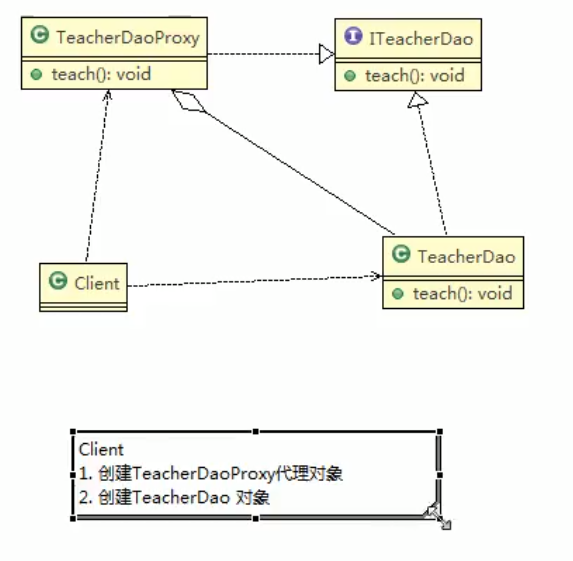 TeacherDaoProxy
teach(): void
ITeacherDao
teach(): void
Client
TeacherDao
teach(): void
Client
1. 创建TeacherDaoProxy代理对象
2. 创建TeacherDao 对象